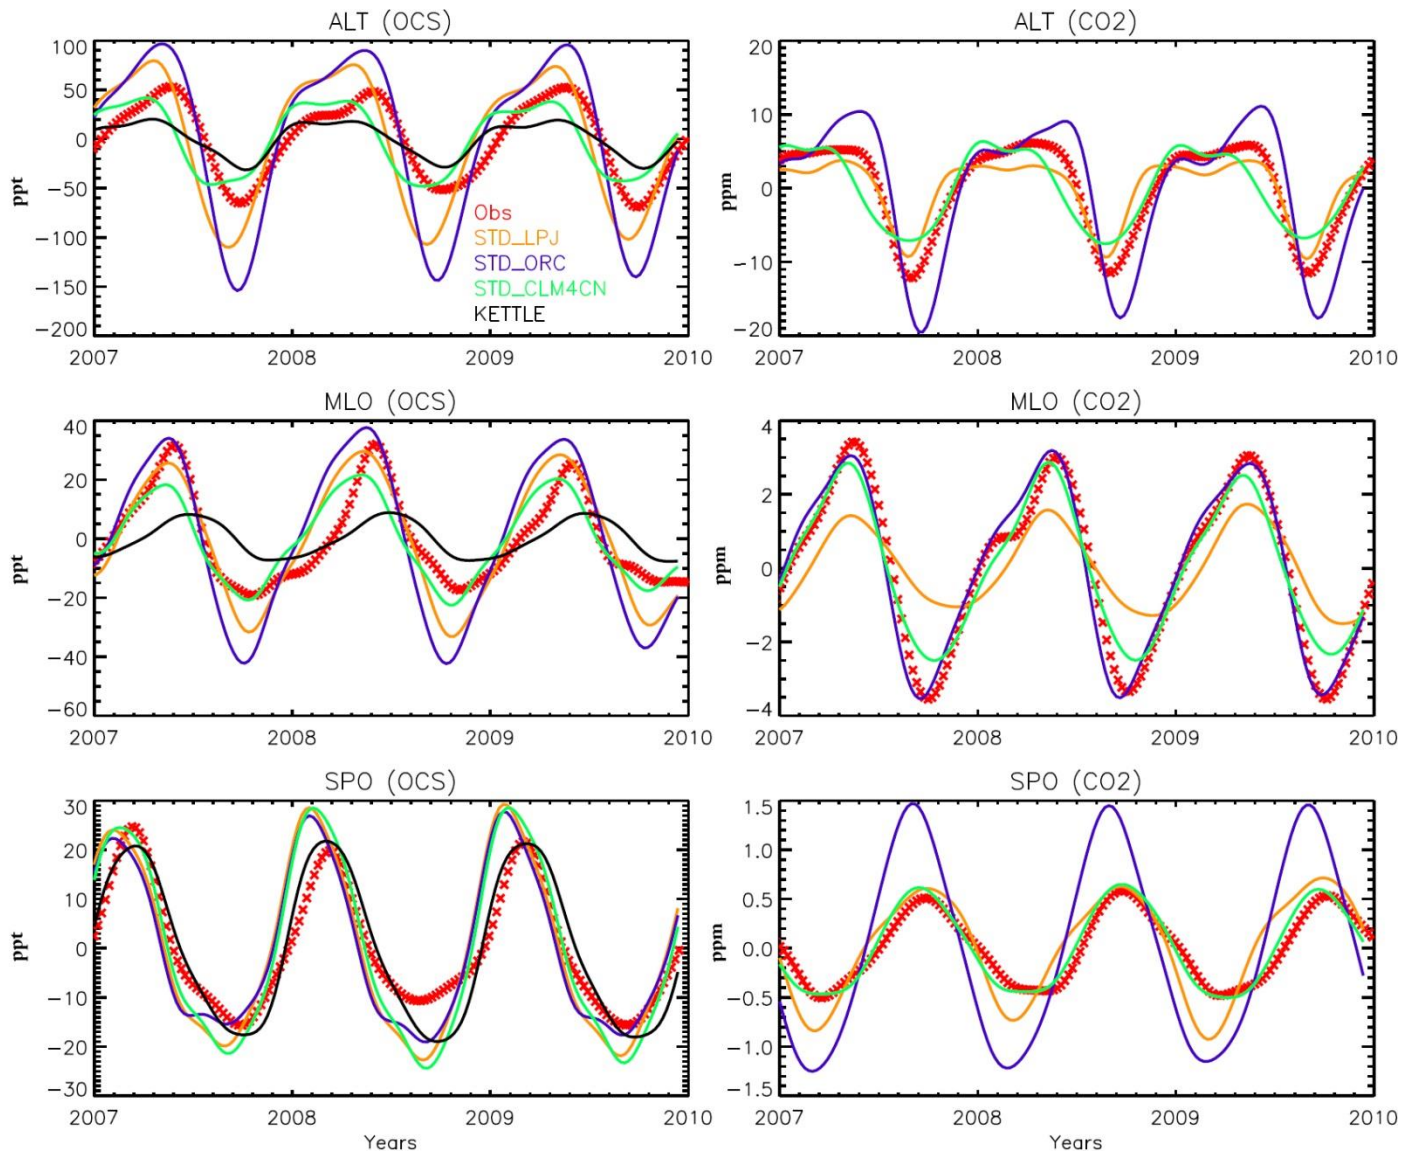 ALT (OCS)
100
50
0
−50
−100
−150
−200
ppt
2007 2008 2009 2010
Obs
STD_LPJ
STD_ORC
STD_CLM4CN
KETTLE
ALT (CO2)
20
10
0
−10
−20
ppm
2007 2008 2009 2010
MLO (OCS)
40
20
0
−20
−40
−60
ppt
2007 2008 2009 2010
MLO (CO2)
4
2
0
−2
−4
ppm
2007 2008 2009 2010
SPO (OCS)
30
20
10
0
−10
−20
−30
ppt
2007 2008 2009 2010
Years
SPO (CO2)
1.5
1.0
0.5
0.0
−0.5
−1.0
−1.5
ppm
2007 2008 2009 2010
Years